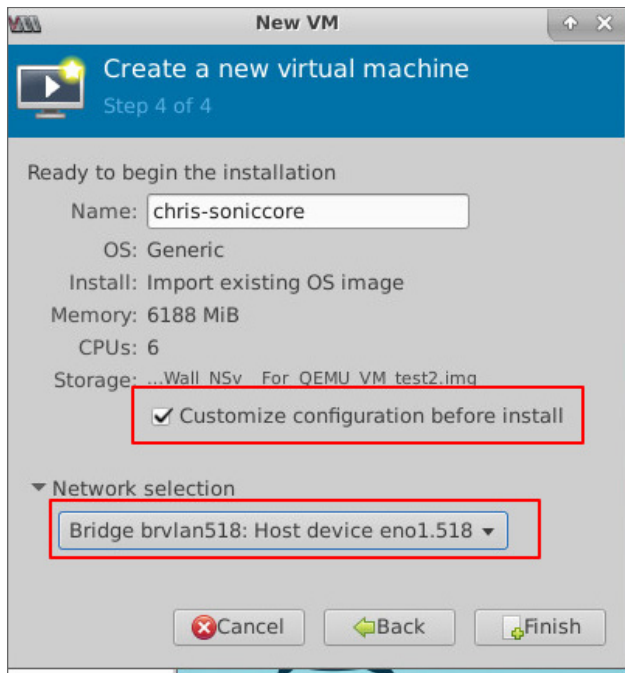 New VM
Create a new virtual machine
Step 4 of 4
Ready to begin the installation
Name: chris-soniccore
OS: Generic
Install: Import existing OS image
Memory: 6188 MiB
CPUs: 6
Storage: ...Wall_NSv__For_QEMU_VM_test2.img
Customize configuration before install
Network selection
Bridge brvlan518: Host device eno1.518
Cancel Back Finish